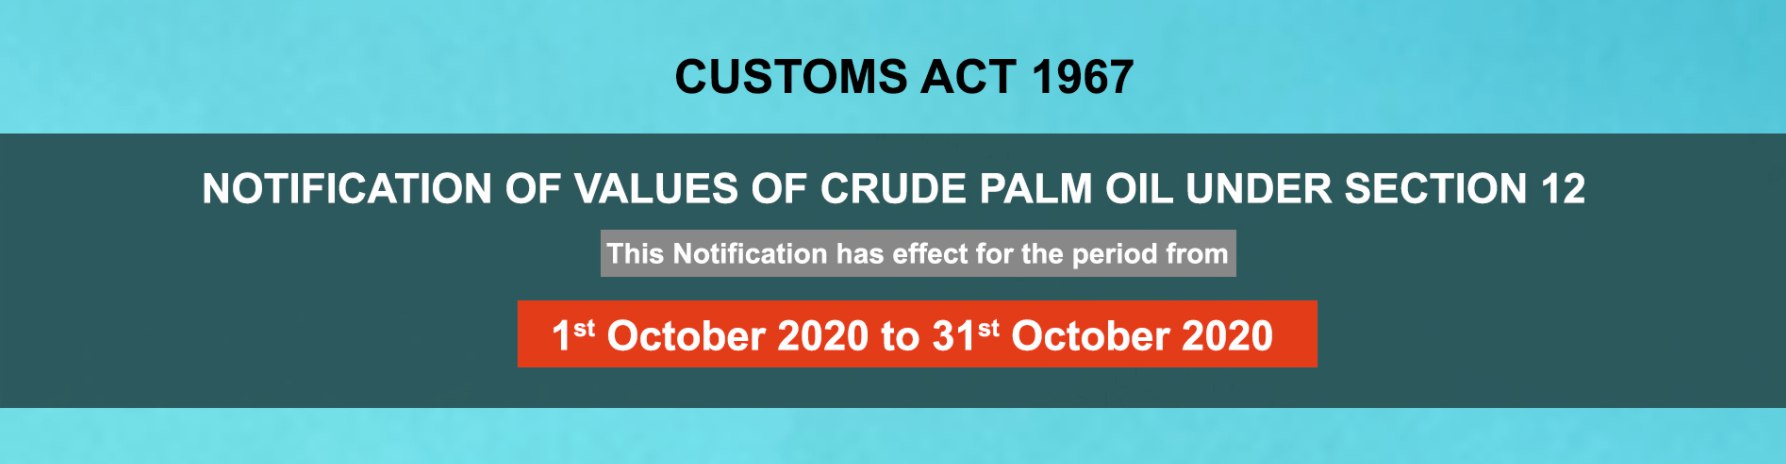 CUSTOMS ACT 1967
NOTIFICATION OF VALUES OF CRUDE PALM OIL UNDER SECTION 12
This Notification has effect for the period from
1st October 2020 to 31st October 2020